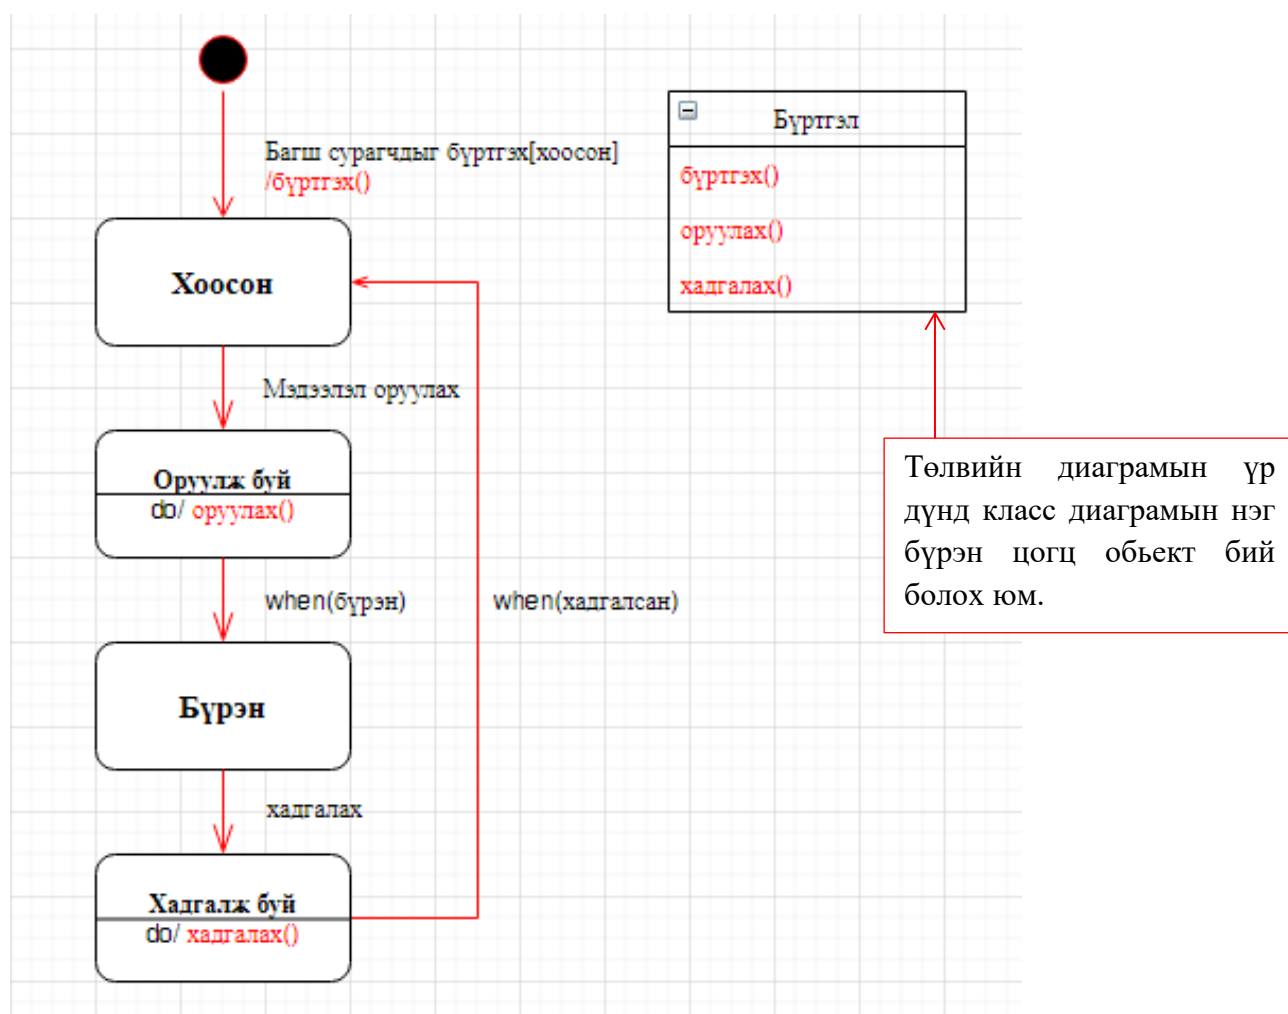 Багш сурагчдыг бүртгэх[хоосон]
/бүртгэх()
Хоосон
Мэдээлэл оруулах
Оруулж буй
do/ оруулах()
when(бүрэн)
when(хадгалсан)
Бүрэн
хадгалах
Хадгалж буй
do/ хадгалах()
Бүртгэл
бүртгэх()
оруулах()
хадгалах()
Төлвийн диаграмын үр
дүнд класс диаграмын нэг
бүрэн цогц обьект бий
болох юм.